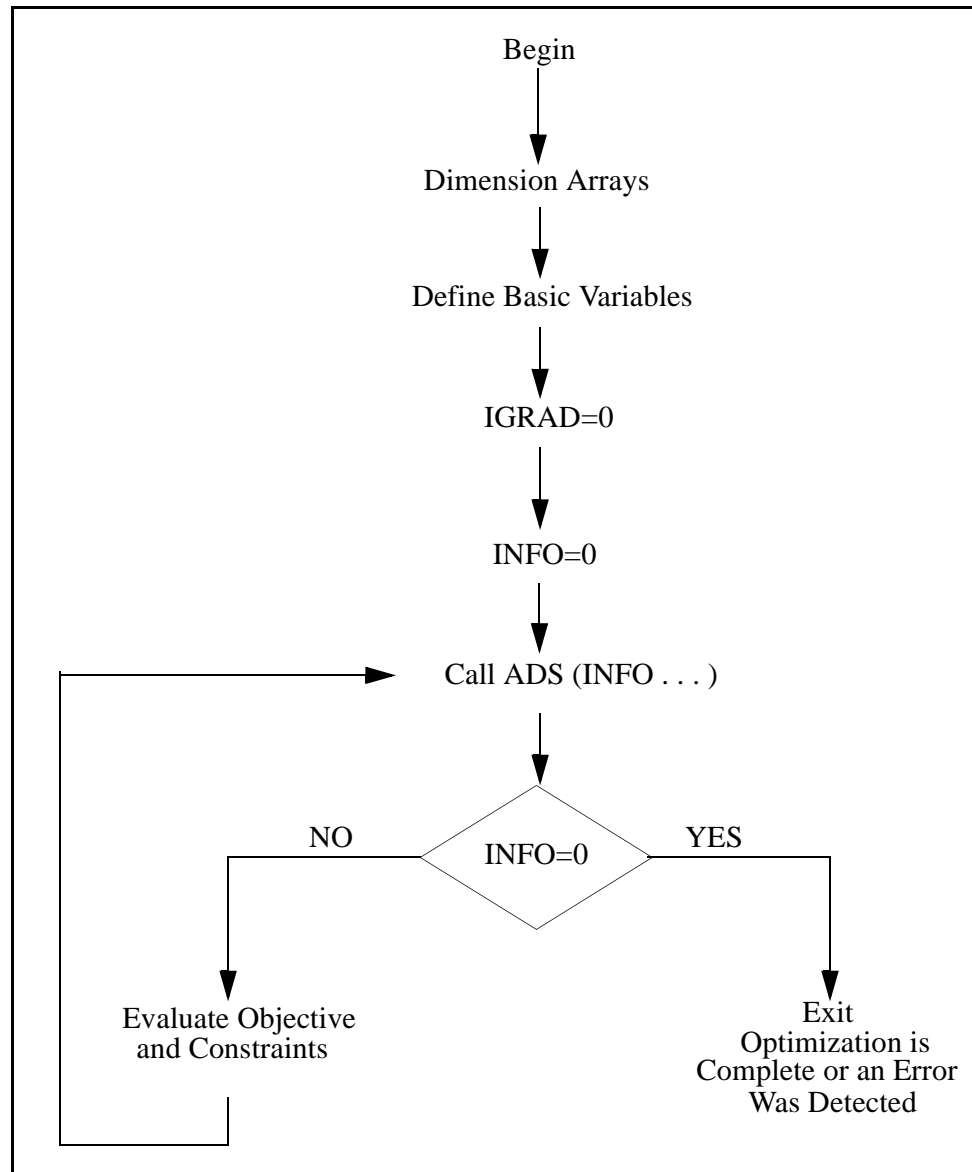 Begin
Dimension Arrays
Define Basic Variables
IGRAD=0
INFO=0
Call ADS (INFO . . . )
NO
INFO=0
YES
Evaluate Objective
and Constraints
Exit
Optimization is
Complete or an Error
Was Detected